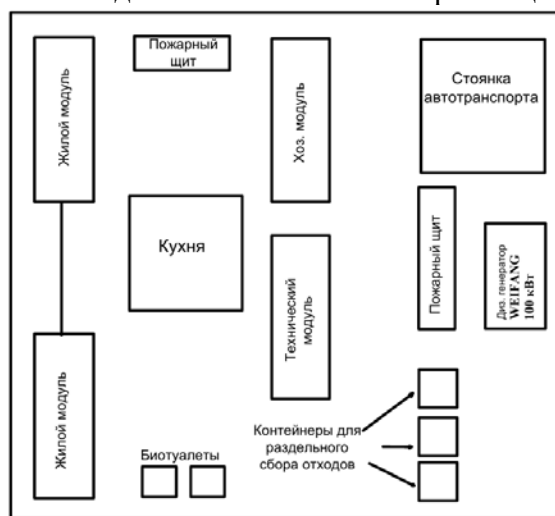 Пожарный
щит
Жилой модуль
Хоз. модуль
Стоянка
автотранспорта
Кухня
Пожарный щит
Диз. генератор
WEIFANG
100 кВт
Технический
модуль
Жилой модуль
Контейнеры для
раздельного
сбора отходов
Биотуалеты